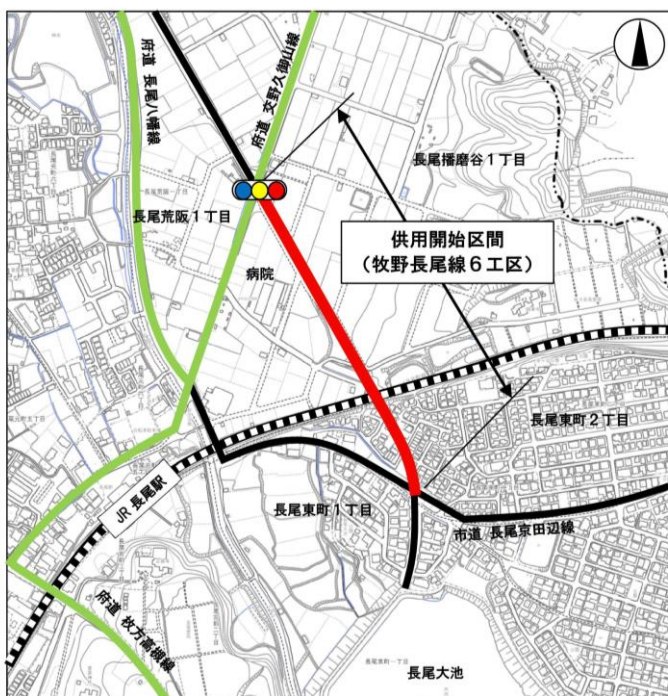 府道 長尾八幡線
府道 交野久御山線
長尾播磨谷1丁目
長尾荒阪1丁目
供用開始区間
(牧野長尾線6工区)
病院
長尾東町2丁目
JR 長尾駅
長尾東町1丁目
市道 長尾京田辺線
府道 枚方高槻線
長尾大池